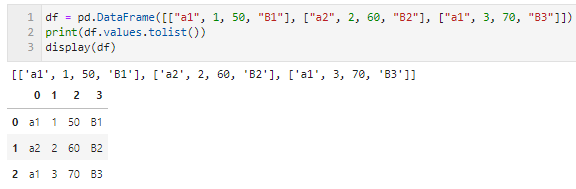 1 df = pd.DataFrame([["a1", 1, 50, "B1"], ["a2", 2, 60, "B2"], ["a1", 3, 70, "B3"]])
2 print(df.values.tolist())
3 display(df)
[['a1', 1, 50, 'B1'], ['a2', 2, 60, 'B2'], ['a1', 3, 70, 'B3']]
0 1 2 3
0 a1 1 50 B1
1 a2 2 60 B2
2 a1 3 70 B3